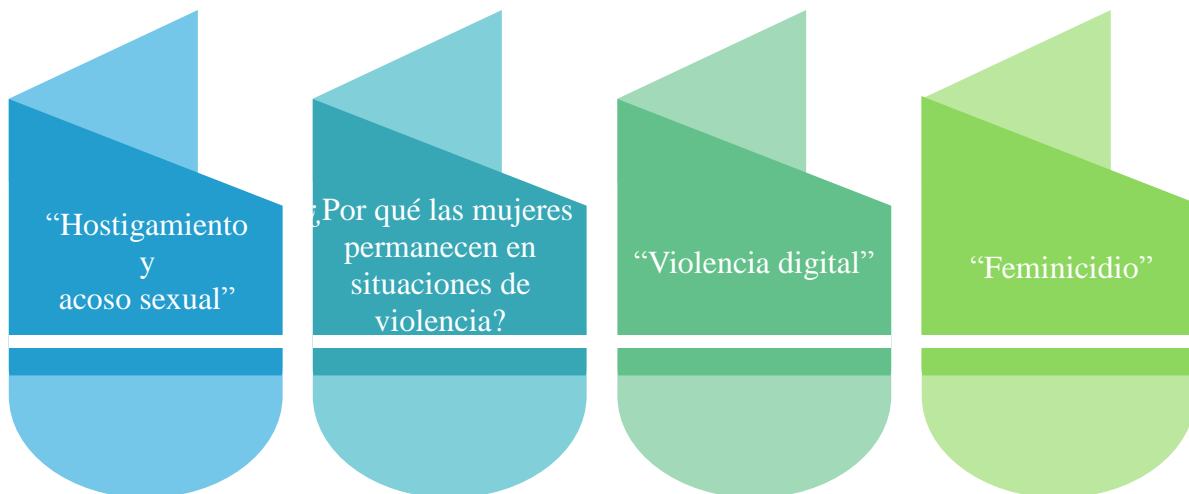 “Hostigamiento
y
acoso sexual”
¿Por qué las mujeres
permanecen en
situaciones de
violencia?
“Violencia digital”
“Feminicidio”